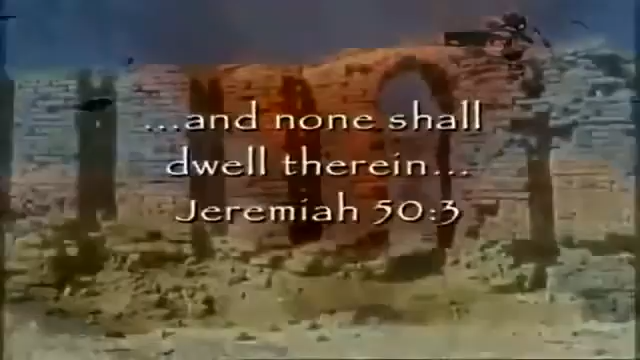 ...and none shall
dwell therein...
Jeremiah 50:3